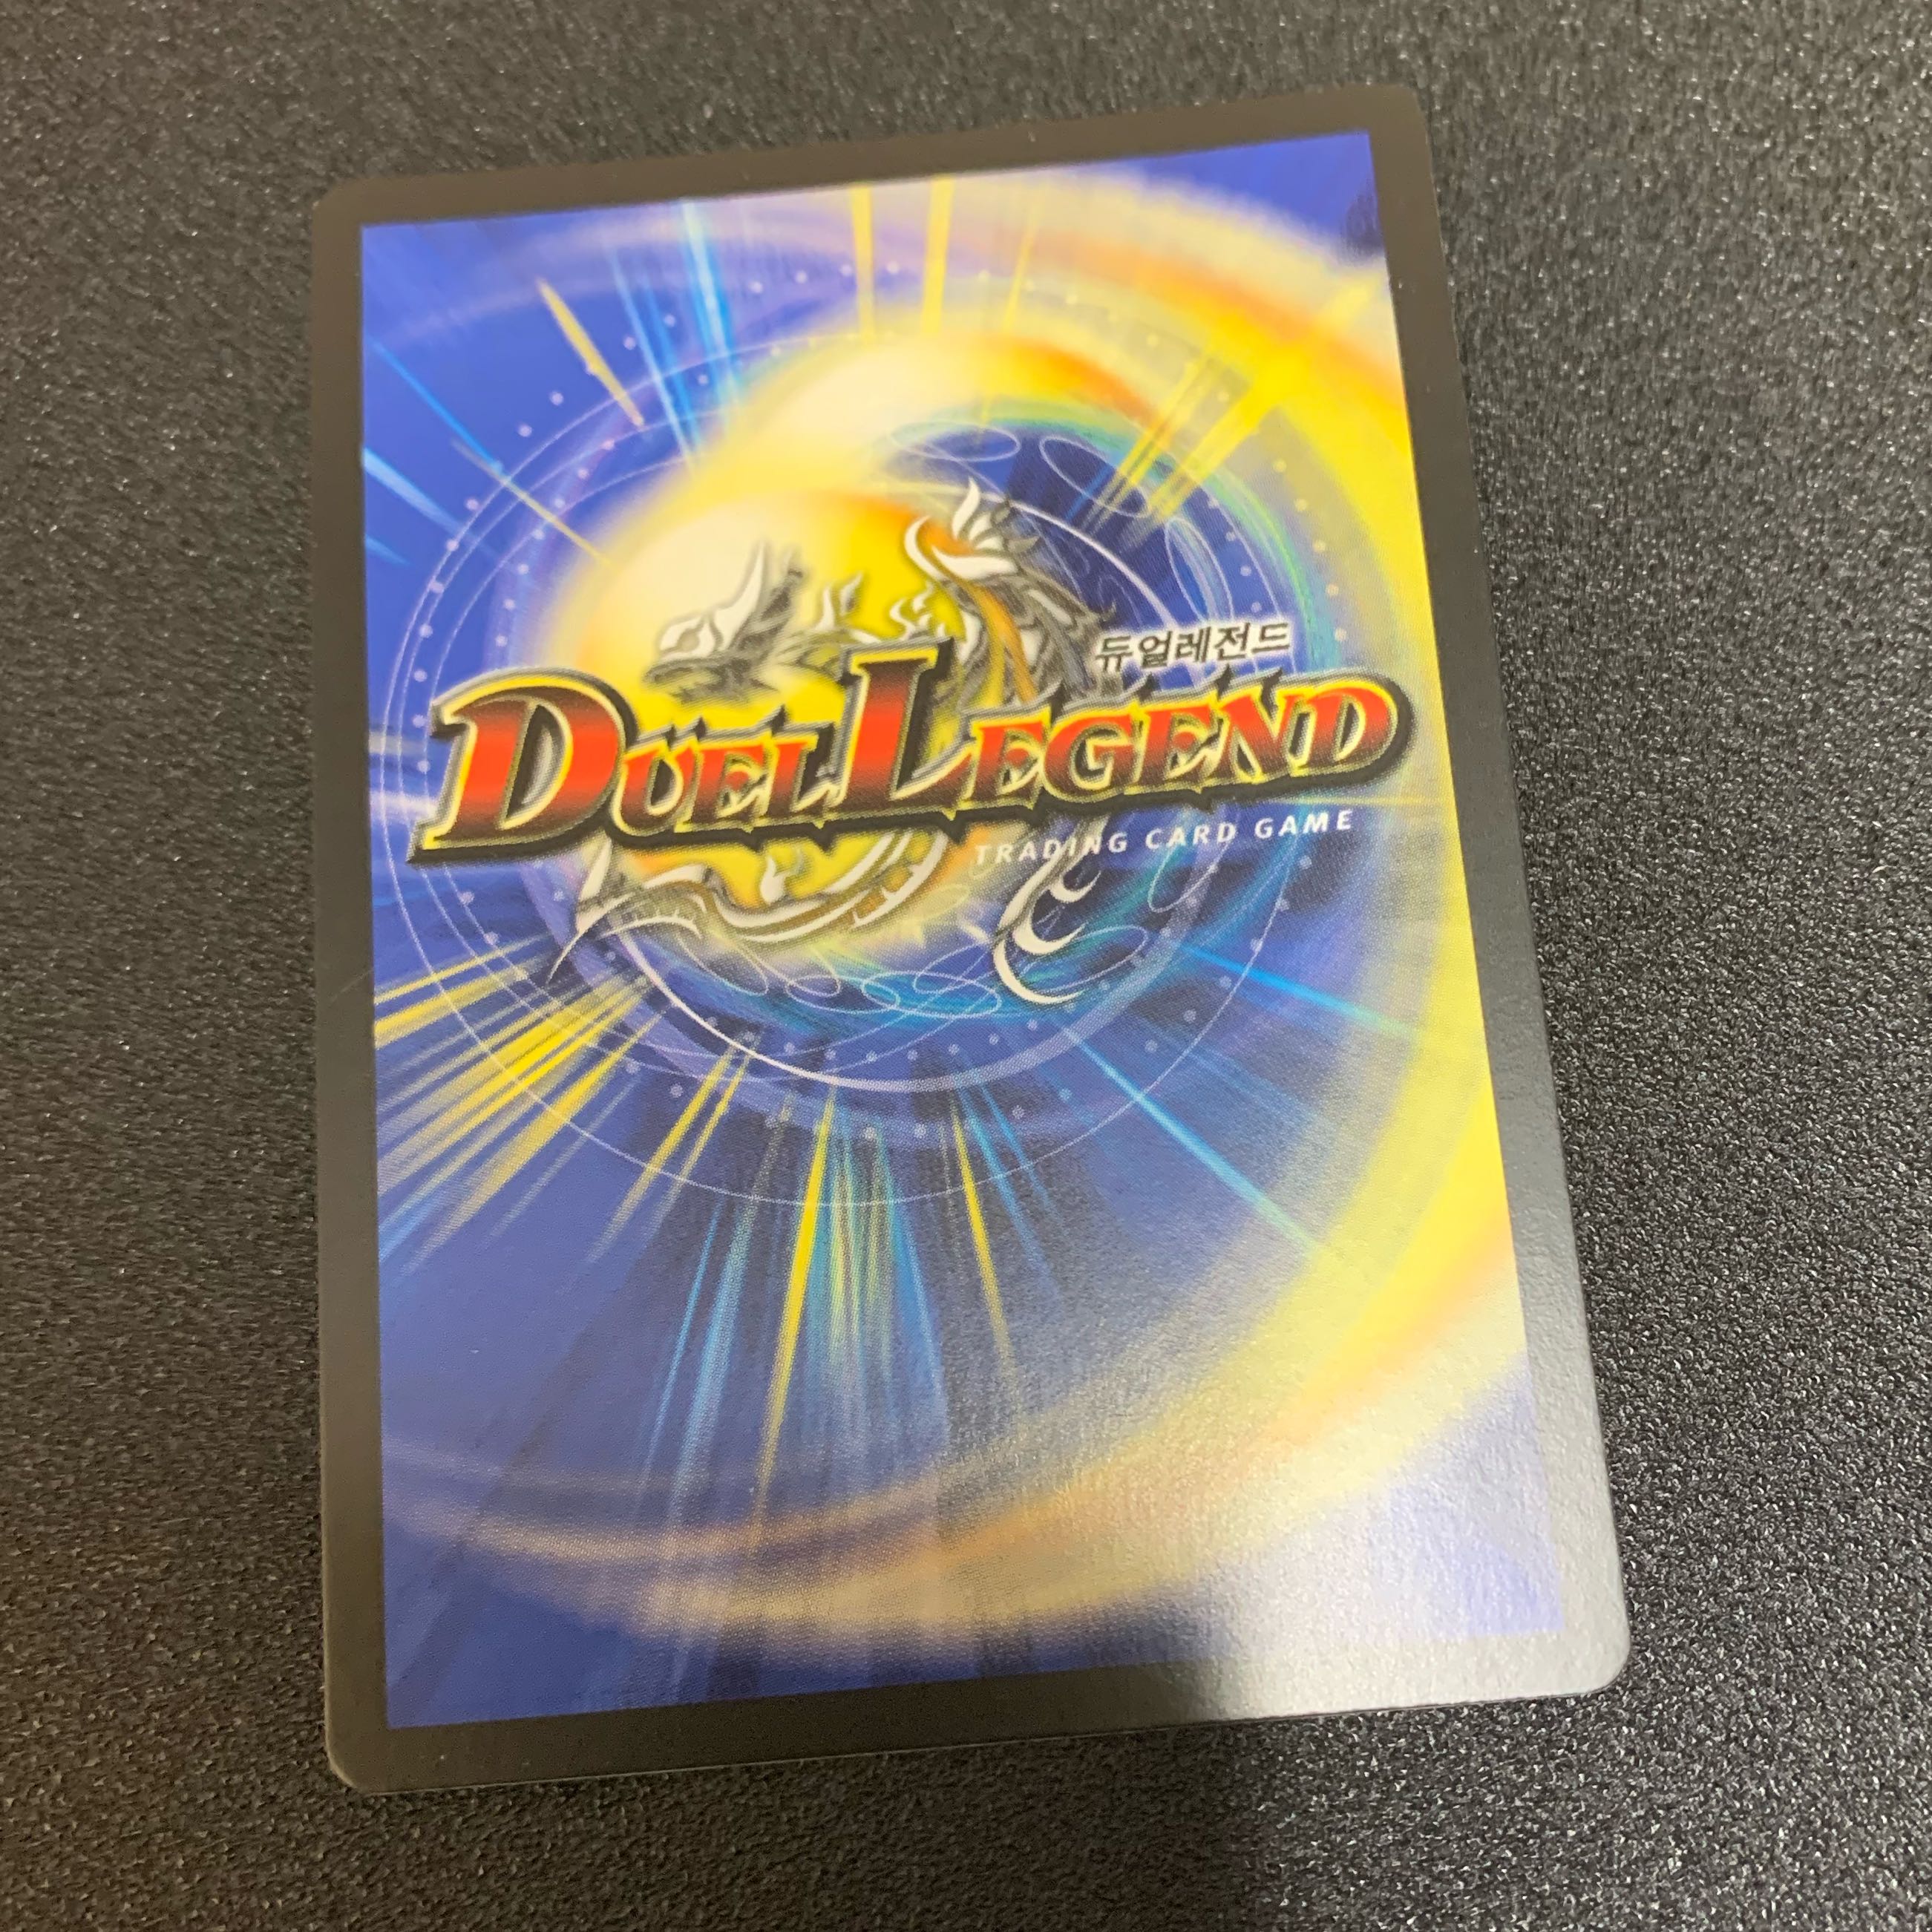 듀얼레전드
DUEL LEGEND
TRADING CARD GAME